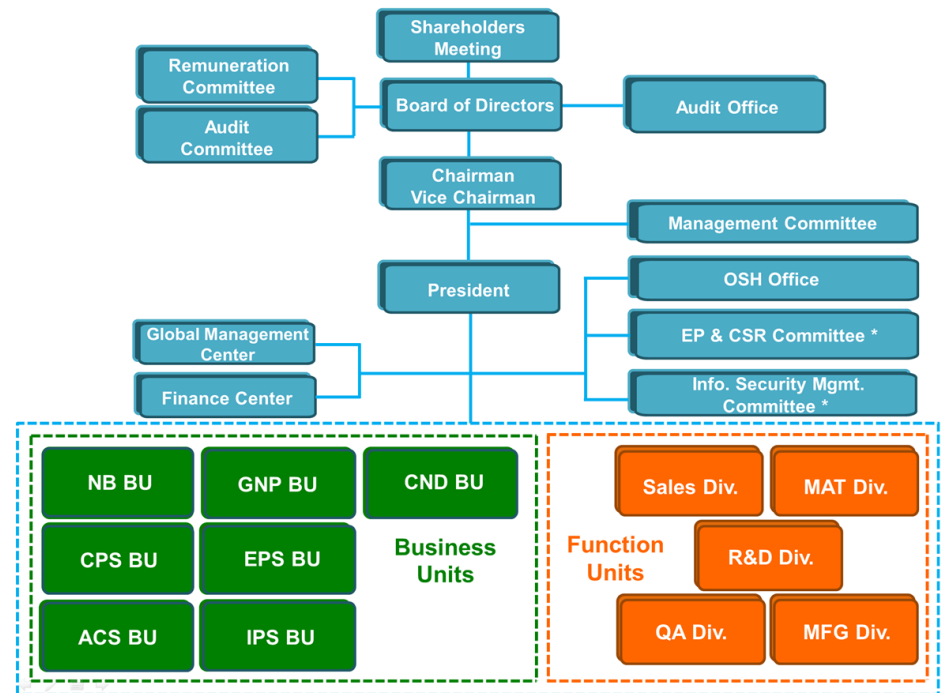 Shareholders
Meeting
Remuneration
Committee
Board of Directors
Audit Office
Audit
Committee
Chairman
Vice Chairman
Management Committee
President
OSH Office
Global Management
Center
EP & CSR Committee *
Finance Center
Info. Security Mgmt.
Committee *
NB BU
GNP BU
CND BU
CPS BU
EPS BU
ACS BU
IPS BU
Business
Units
Sales Div.
MAT Div.
Function
Units
R&D Div.
QA Div.
MFG Div.